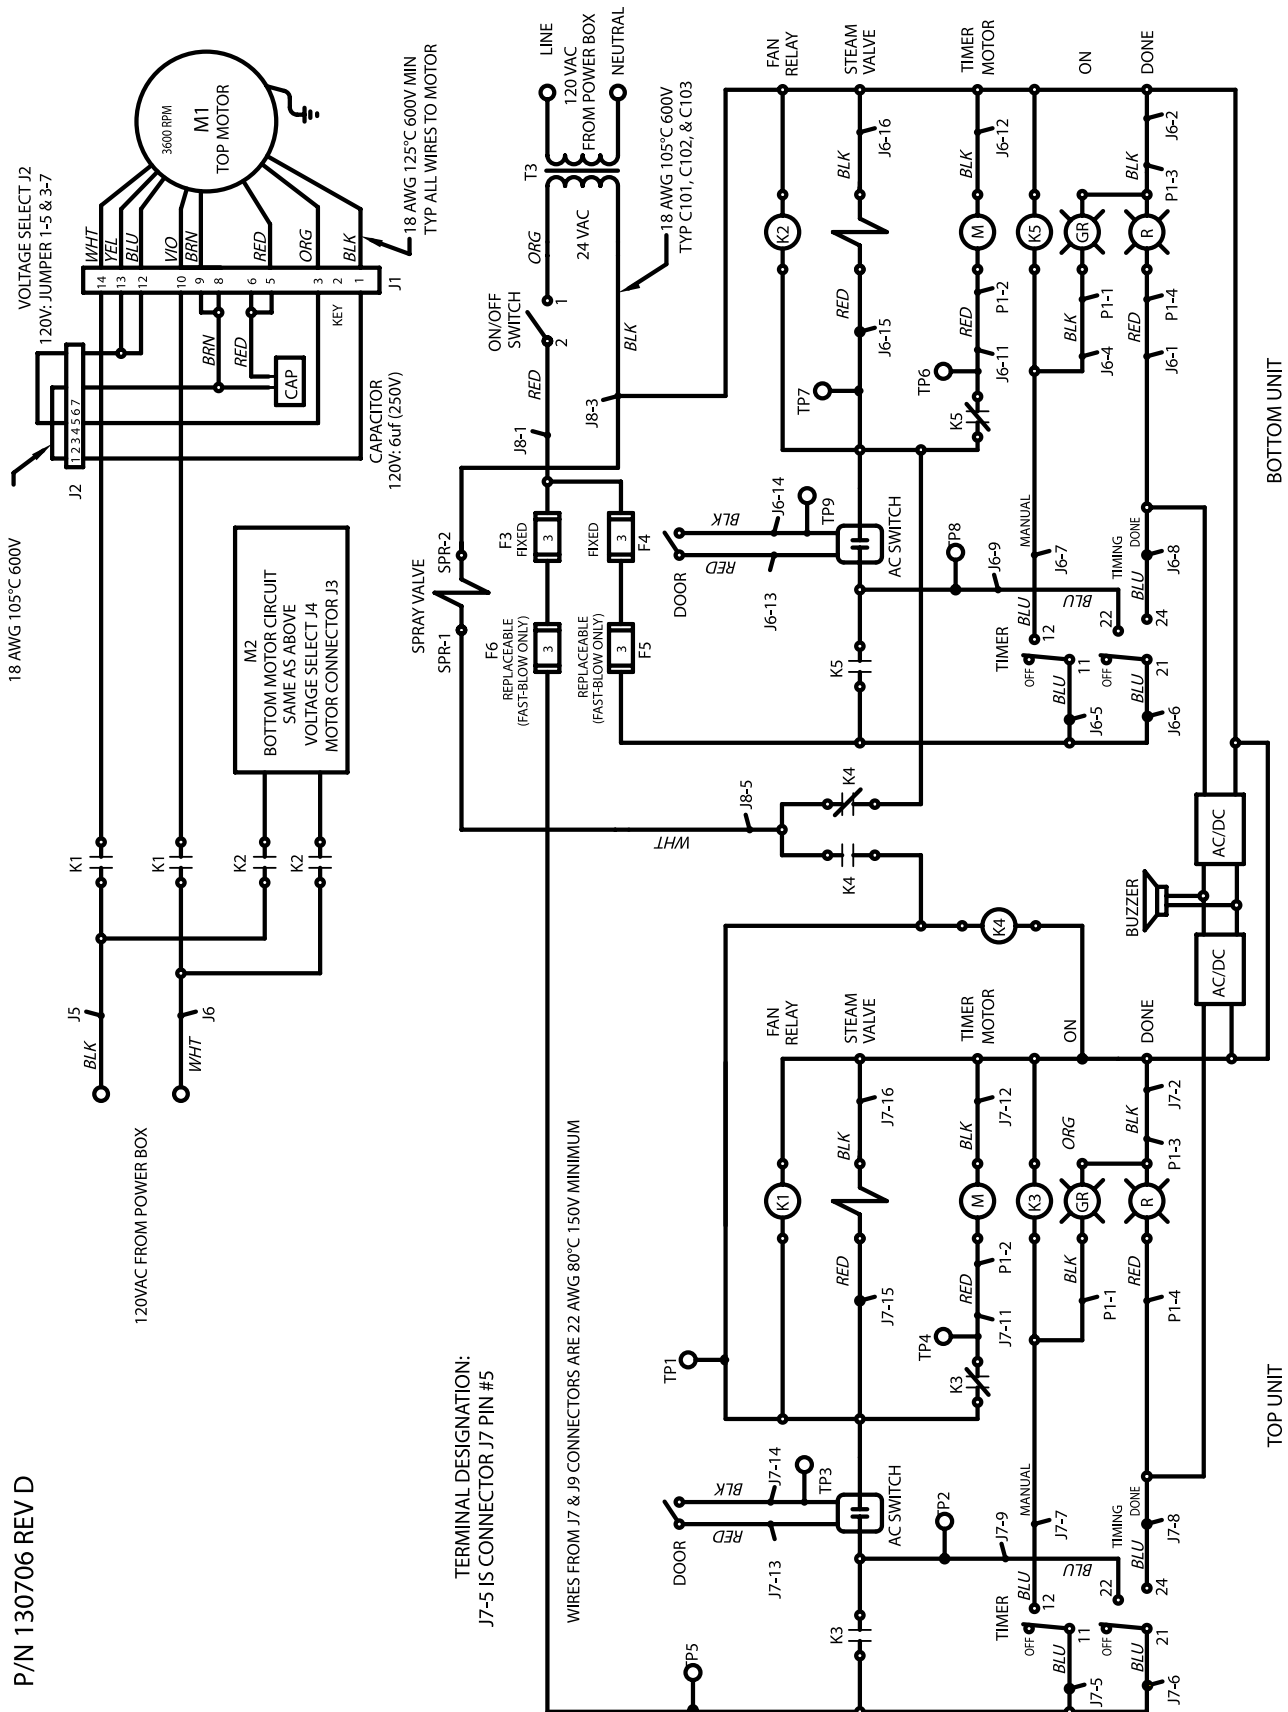 P/N 130706 REV D
18 AWG 105°C 600V
VOLTAGE SELECT J2
120V: JUMPER 1-5 & 3-7
J2
1 2 3 4 5 6 7
WHT
YEL
BLU
VIO
BRN
RED
ORG
BLK
14
13
12
10
9
8
6
5
3
2
1
KEY
J1
3600 RPM
M1
TOP MOTOR
18 AWG 125°C 600V MIN
TYP ALL WIRES TO MOTOR
BRN
RED
CAP
CAPACITOR
120V: 6uf (250V)
M2
BOTTOM MOTOR CIRCUIT
SAME AS ABOVE
VOLTAGE SELECT J4
MOTOR CONNECTOR J3
K1
K1
K2
K2
J5
BLK
J6
WHT
120VAC FROM POWER BOX
TERMINAL DESIGNATION:
J7-5 IS CONNECTOR J7 PIN #5
WIRES FROM J7 & J9 CONNECTORS ARE 22 AWG 80°C 150V MINIMUM
LINE
120 VAC
FROM POWER BOX
NEUTRAL
T3
24 VAC
ORG
ON/OFF
SWITCH
1
2
RED
BLK
18 AWG 105°C 600V
TYP C101, C102, & C103
J8-1
J8-3
SPRAY VALVE
SPR-1
SPR-2
F3
FIXED
3
FIXED
F4
3
F6
REPLACEABLE
(FAST-BLOW ONLY)
3
REPLACEABLE
(FAST-BLOW ONLY)
F5
3
WHT
J8-5
K4
K4
K4
FAN
RELAY
STEAM
VALVE
TIMER
MOTOR
ON
DONE
K2
BLK
J6-16
RED
J6-15
TP7
BLK
J6-12
M
P1-2
RED
J6-11
TP6
K5
K5
GR
P1-1
BLK
J6-4
J6-2
BLK
P1-3
R
P1-4
RED
J6-1
DOOR
BLK
J6-14
RED
J6-13
TP9
AC SWITCH
K5
TP8
J6-9
BLU
MANUAL
J6-7
BLU
12
TIMER
OFF
11
BLU
J6-5
TIMING
22
DONE
J6-8
BLU
24
OFF
21
BLU
J6-6
BOTTOM UNIT
BUZZER
AC/DC
AC/DC
FAN
RELAY
STEAM
VALVE
TIMER
MOTOR
ON
DONE
K1
J7-16
BLK
RED
J7-15
J7-12
BLK
M
P1-2
RED
J7-11
TP4
K3
TP1
K3
ORG
GR
BLK
P1-1
J7-2
BLK
P1-3
R
RED
P1-4
DOOR
BLK
J7-14
RED
J7-13
TP3
AC SWITCH
K3
TP2
J7-9
BLU
MANUAL
J7-7
BLU
12
TIMER
OFF
11
BLU
J7-5
TIMING
22
DONE
J7-8
BLU
24
OFF
21
BLU
J7-6
TP5
TOP UNIT